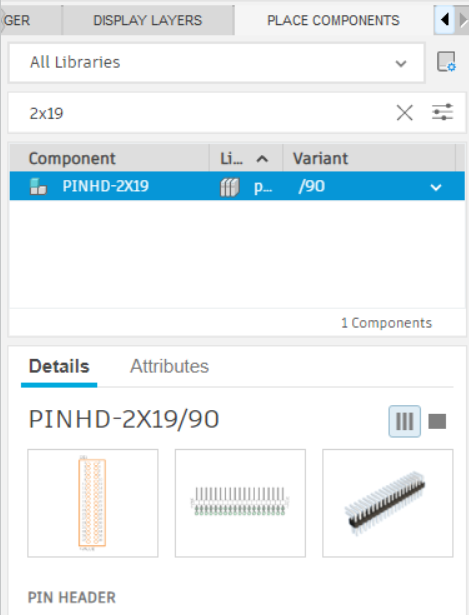 GER DISPLAY LAYERS PLACE COMPONENTS
All Libraries
2x19
Component Li... Variant
PINHD-2X19 p... /90
1 Components
Details Attributes
PINHD-2X19/90
PIN HEADER